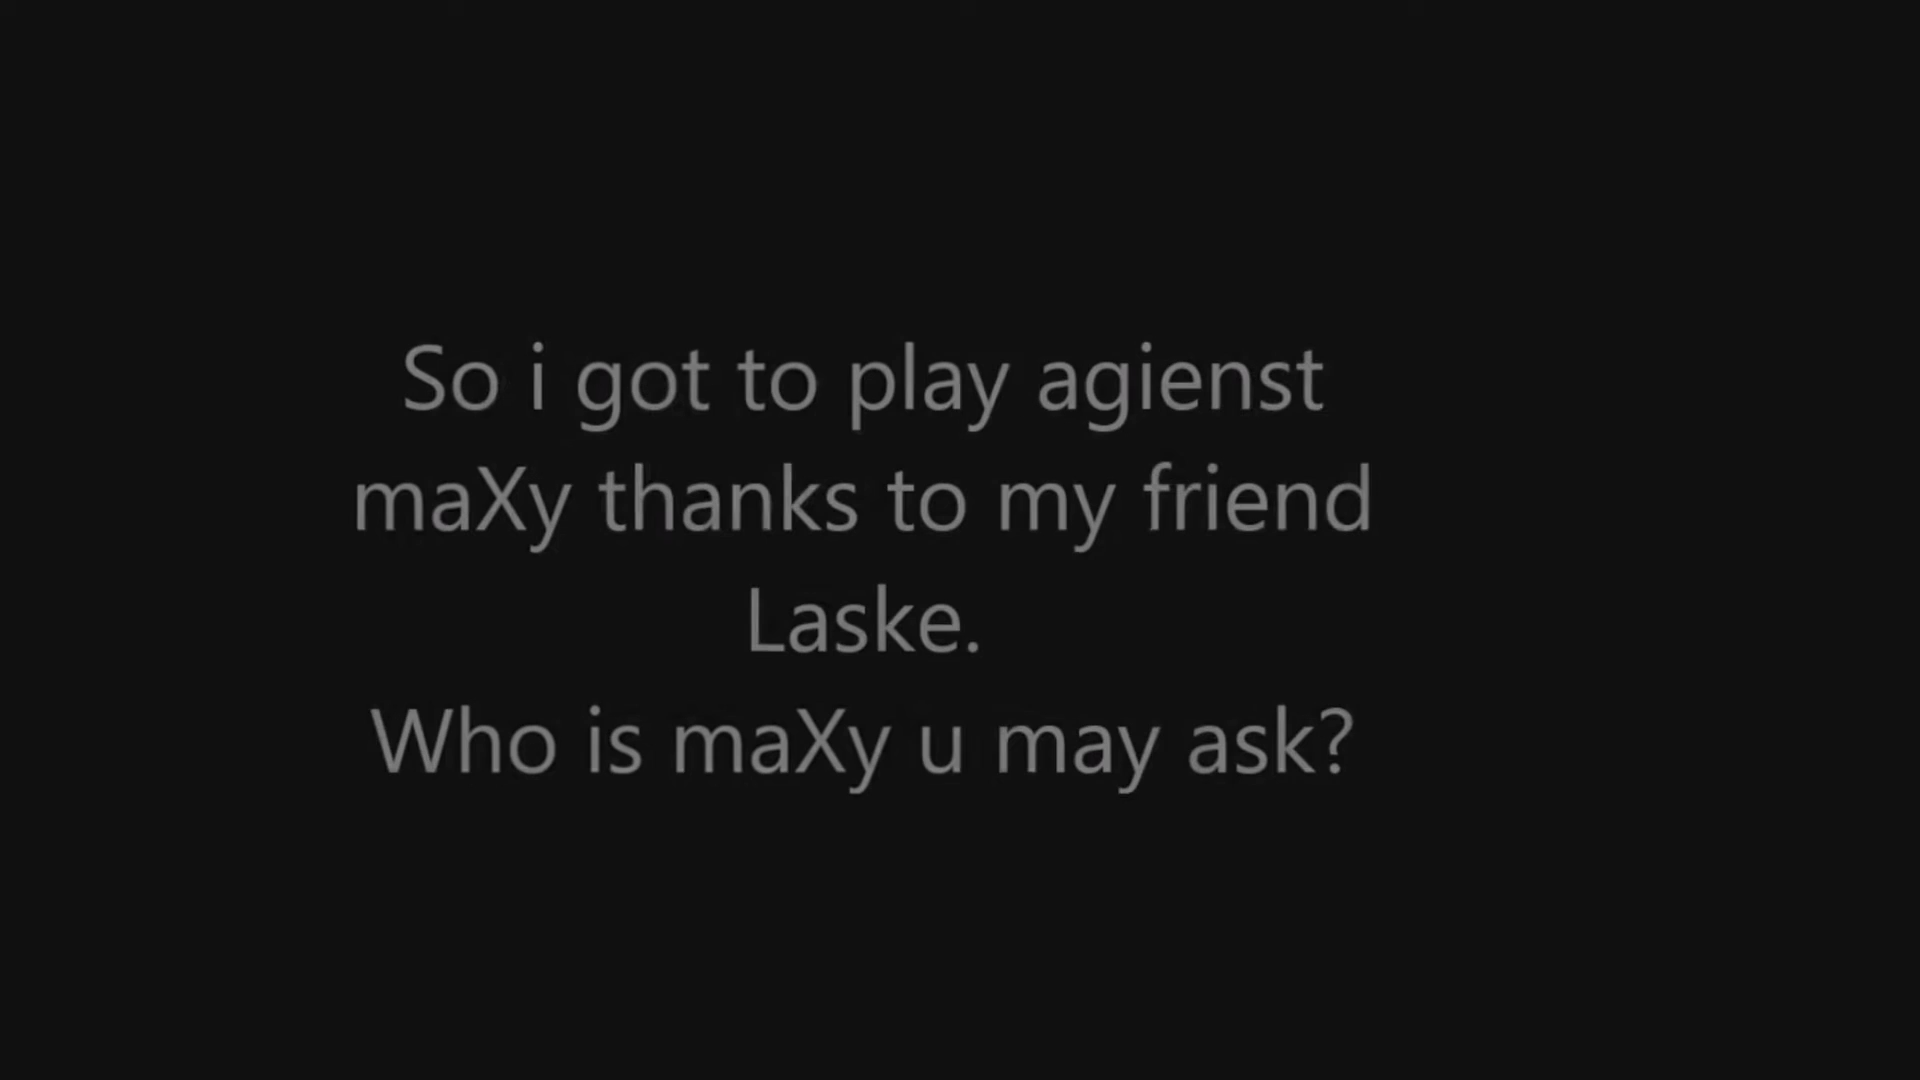 So i got to play agienst
maXy thanks to my friend
Laske.
Who is maXy u may ask?